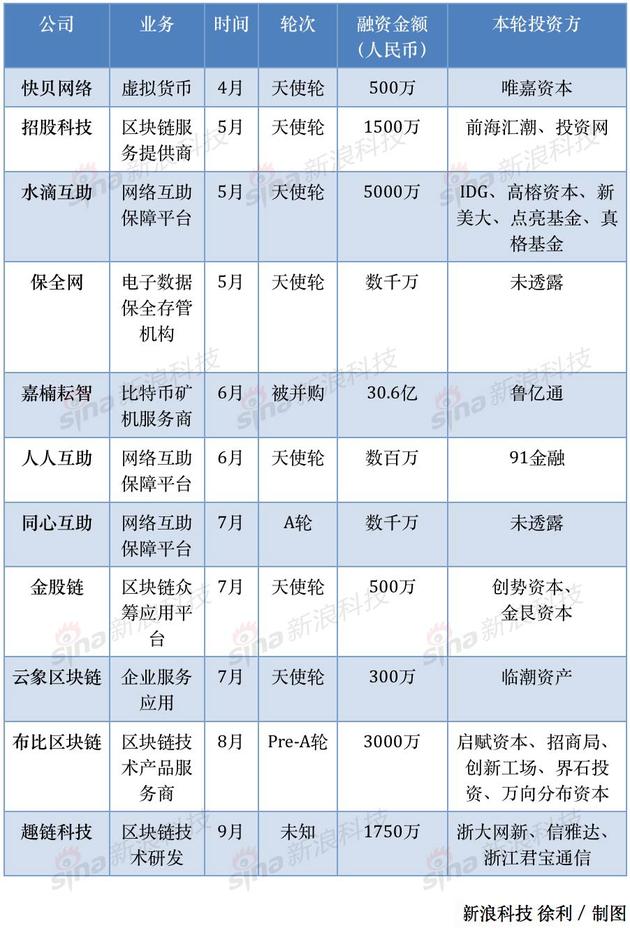 公司 业务 时间 轮次 融资金额 本轮投资方
（人民币）
快贝网络 虚拟货币 4月 天使轮 500万 唯嘉资本
招股科技 区块链服 5月 天使轮 1500万 前海汇潮、投资网
务提供商
水滴互助 网络互助 5月 天使轮 5000万 IDG、高榕资本、新
保障平台 美大、点亮基金、真
格基金
保全网 电子数据 5月 天使轮 数千万 未透露
保全存管
机构
嘉楠耘智 比特币矿 6月 被并购 30.6亿 鲁亿通
机服务商
人人互助 网络互助 6月 天使轮 数百万 91金融
保障平台
同心互助 网络互助 7月 A轮 数千万 未透露
保障平台
金股链 区块链众 7月 天使轮 500万 创势资本、
筹应用平 金艮资本
台
云象区块链 企业服务 7月 天使轮 300万 临潮资产
应用
布比区块链 区块链技 8月 Pre-A轮 3000万 启赋资本、招商局、
术产品服 创新工场、界石投
务商 资、万向分布资本
趣链科技 区块链技 9月 未知 1750万 浙大网新、信雅达、
术研发 浙江君宝通信
sina新浪科技
新浪科技 徐利 / 制图